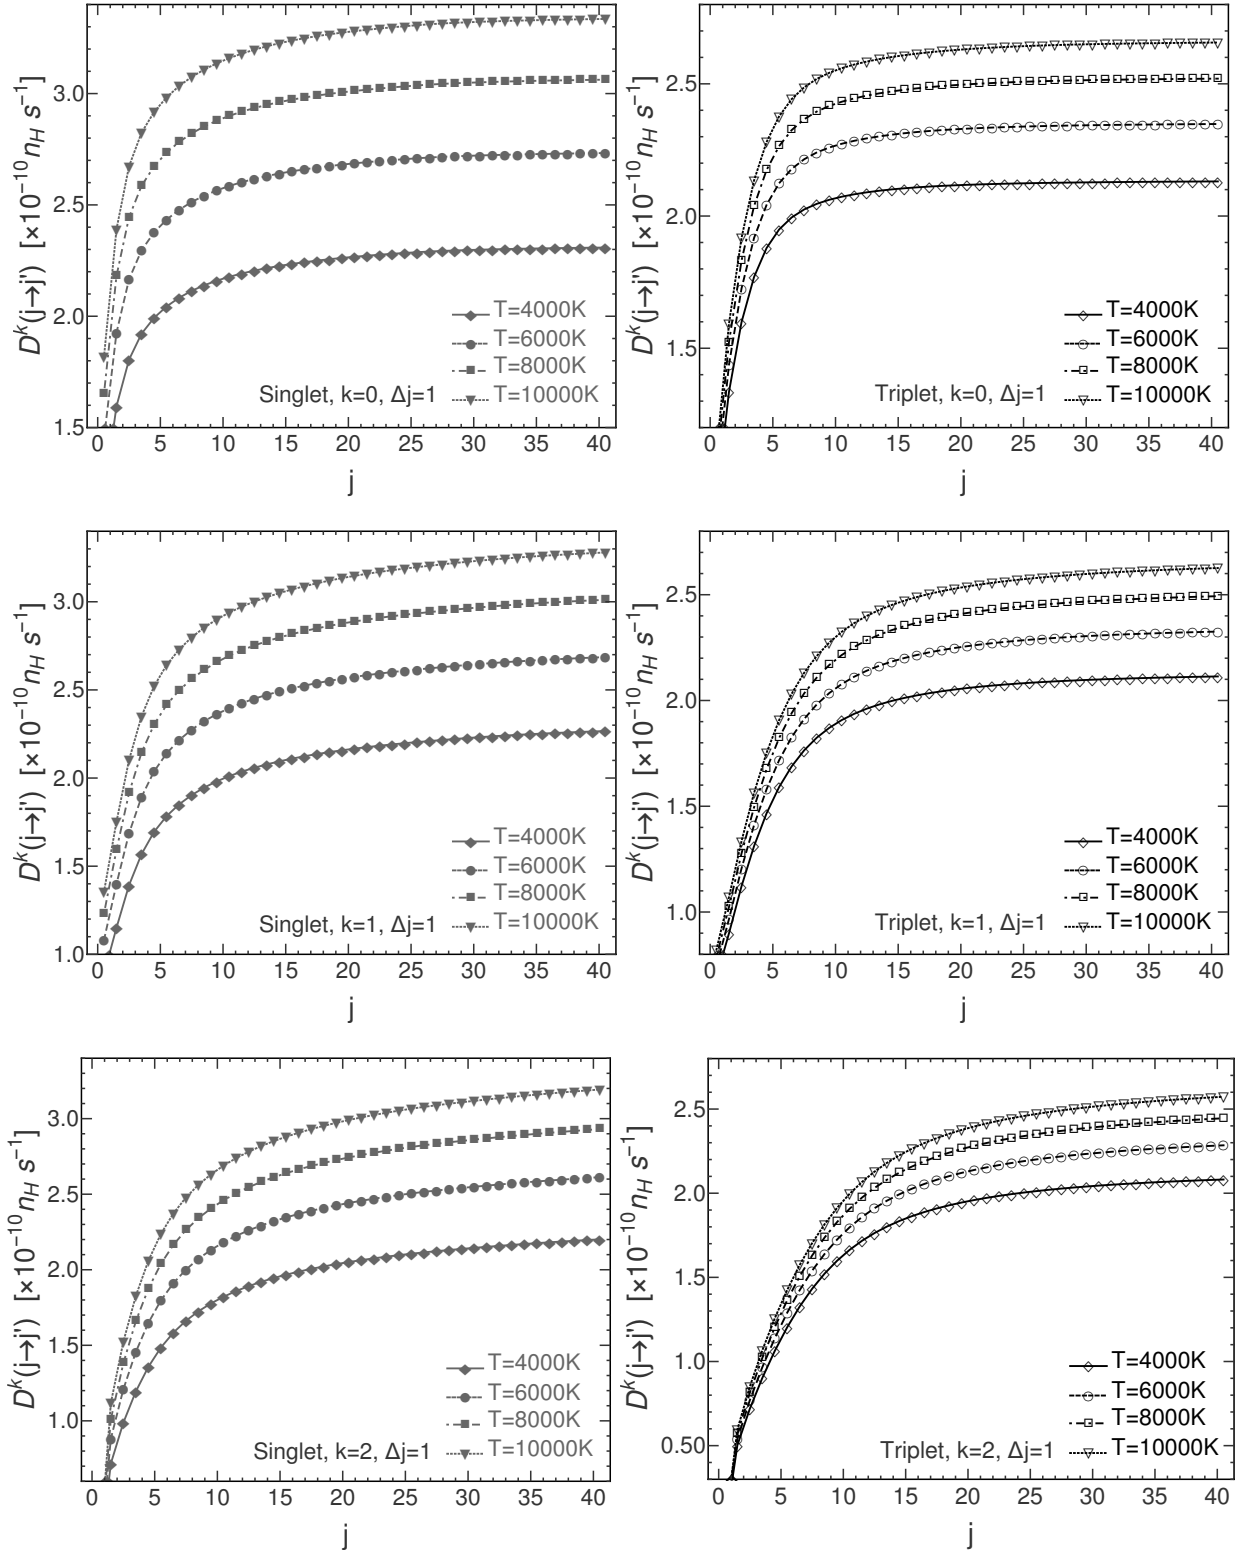 3.0
2.5
2.0
1.5
0 5 10 15 20 25 30 35 40
j
D^k(j→j') [×10^−10 n_H s^−1]
T=4000K
T=6000K
T=8000K
T=10000K
Singlet, k=0, Δj=1
2.5
2.0
1.5
0 5 10 15 20 25 30 35 40
j
D^k(j→j') [×10^−10 n_H s^−1]
T=4000K
T=6000K
T=8000K
T=10000K
Triplet, k=0, Δj=1
3.0
2.5
2.0
1.5
1.0
0 5 10 15 20 25 30 35 40
j
D^k(j→j') [×10^−10 n_H s^−1]
T=4000K
T=6000K
T=8000K
T=10000K
Singlet, k=1, Δj=1
2.5
2.0
1.5
1.0
0 5 10 15 20 25 30 35 40
j
D^k(j→j') [×10^−10 n_H s^−1]
T=4000K
T=6000K
T=8000K
T=10000K
Triplet, k=1, Δj=1
3.0
2.5
2.0
1.5
1.0
0 5 10 15 20 25 30 35 40
j
D^k(j→j') [×10^−10 n_H s^−1]
T=4000K
T=6000K
T=8000K
T=10000K
Singlet, k=2, Δj=1
2.5
2.0
1.5
1.0
0.50
0 5 10 15 20 25 30 35 40
j
D^k(j→j') [×10^−10 n_H s^−1]
T=4000K
T=6000K
T=8000K
T=10000K
Triplet, k=2, Δj=1